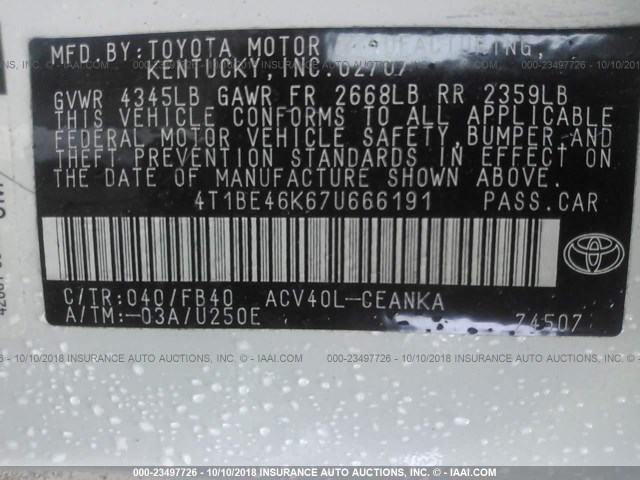 MFD. BY: TOYOTA MOTOR MANUFACTURING,
KENTUCKY, INC. 02/07
GVWR 4345LB GAWR FR 2668LB RR 2359LB
THIS VEHICLE CONFORMS TO ALL APPLICABLE
FEDERAL MOTOR VEHICLE SAFETY, BUMPER AND
THEFT PREVENTION STANDARDS IN EFFECT ON
THE DATE OF MANUFACTURE SHOWN ABOVE.
4T1BE46K67U666191 PASS.CAR
C/TR:040/FB40 ACV40L-CEANKA
A/TM:-03A/U250E 74507
000-23497726 - 10/10/2018 INSURANCE AUTO AUCTIONS © - IAAI.COM